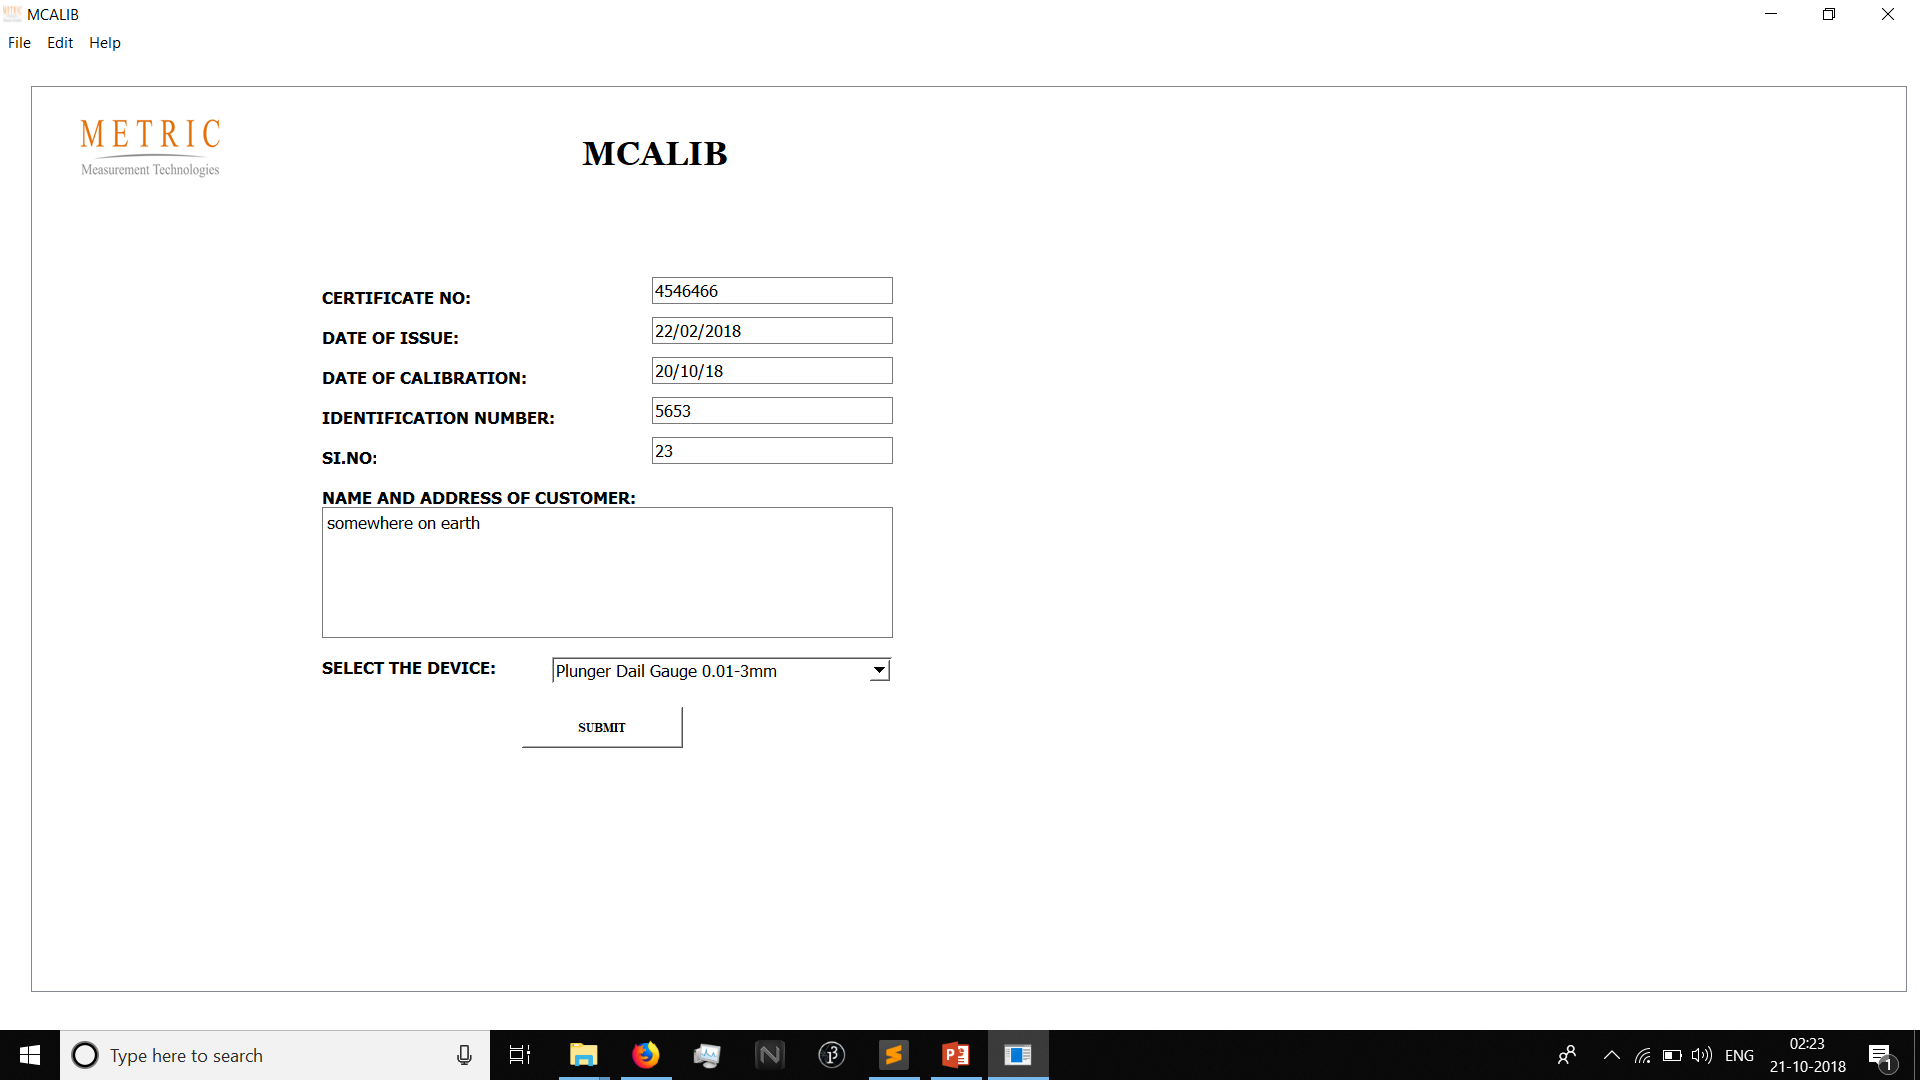 MCALIB
File Edit Help
METRIC
Measurement Technologies
MCALIB
CERTIFICATE NO: 4546466
DATE OF ISSUE: 22/02/2018
DATE OF CALIBRATION: 20/10/18
IDENTIFICATION NUMBER: 5653
SI.NO: 23
NAME AND ADDRESS OF CUSTOMER:
somewhere on earth
SELECT THE DEVICE: Plunger Dail Gauge 0.01-3mm
SUBMIT
Type here to search
ENG
02:23
21-10-2018
1